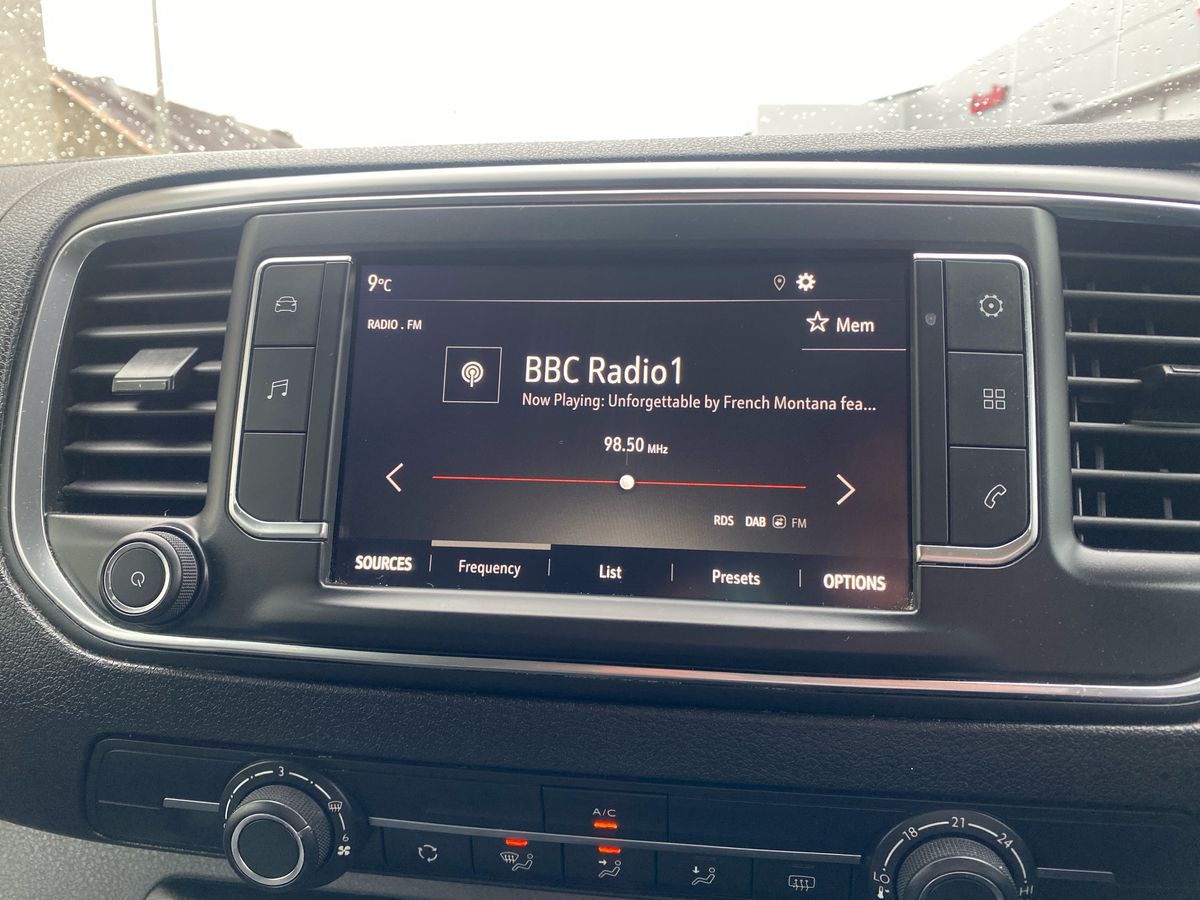 9°C
RADIO . FM
Mem
BBC Radio1
Now Playing: Unforgettable by French Montana fea...
98.50 MHz
RDS DAB FM
SOURCES Frequency List Presets OPTIONS
3
6
A/C
LO 18 21 24 HI